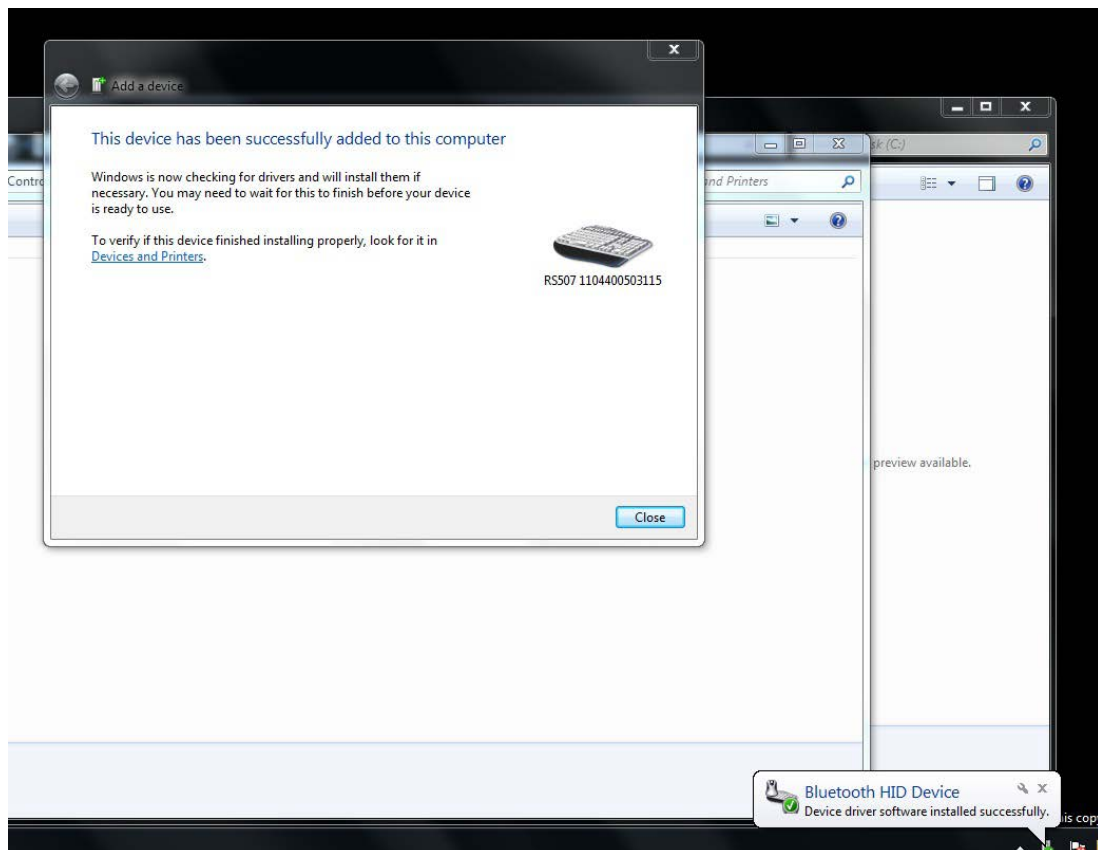 Add a device
This device has been successfully added to this computer
Windows is now checking for drivers and will install them if
necessary. You may need to wait for this to finish before your device
is ready to use.
To verify if this device finished installing properly, look for it in
Devices and Printers.
RS507 1104400503115
Close
sk (C:)
Contro
and Printers
preview available.
Bluetooth HID Device
Device driver software installed successfully.
his copy